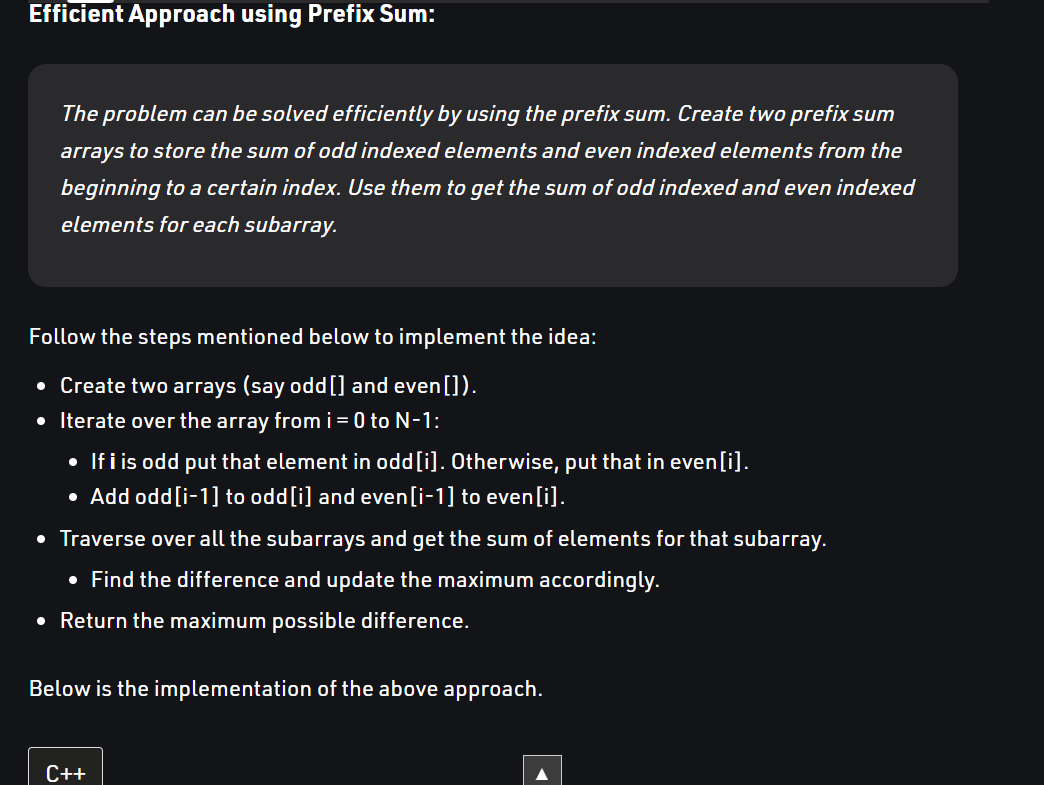 Efficient Approach using Prefix Sum:
The problem can be solved efficiently by using the prefix sum. Create two prefix sum
arrays to store the sum of odd indexed elements and even indexed elements from the
beginning to a certain index. Use them to get the sum of odd indexed and even indexed
elements for each subarray.
Follow the steps mentioned below to implement the idea:
• Create two arrays (say odd[] and even[]).
• Iterate over the array from i = 0 to N-1:
• If i is odd put that element in odd[i]. Otherwise, put that in even[i].
• Add odd[i-1] to odd[i] and even[i-1] to even[i].
• Traverse over all the subarrays and get the sum of elements for that subarray.
• Find the difference and update the maximum accordingly.
• Return the maximum possible difference.
Below is the implementation of the above approach.
C++